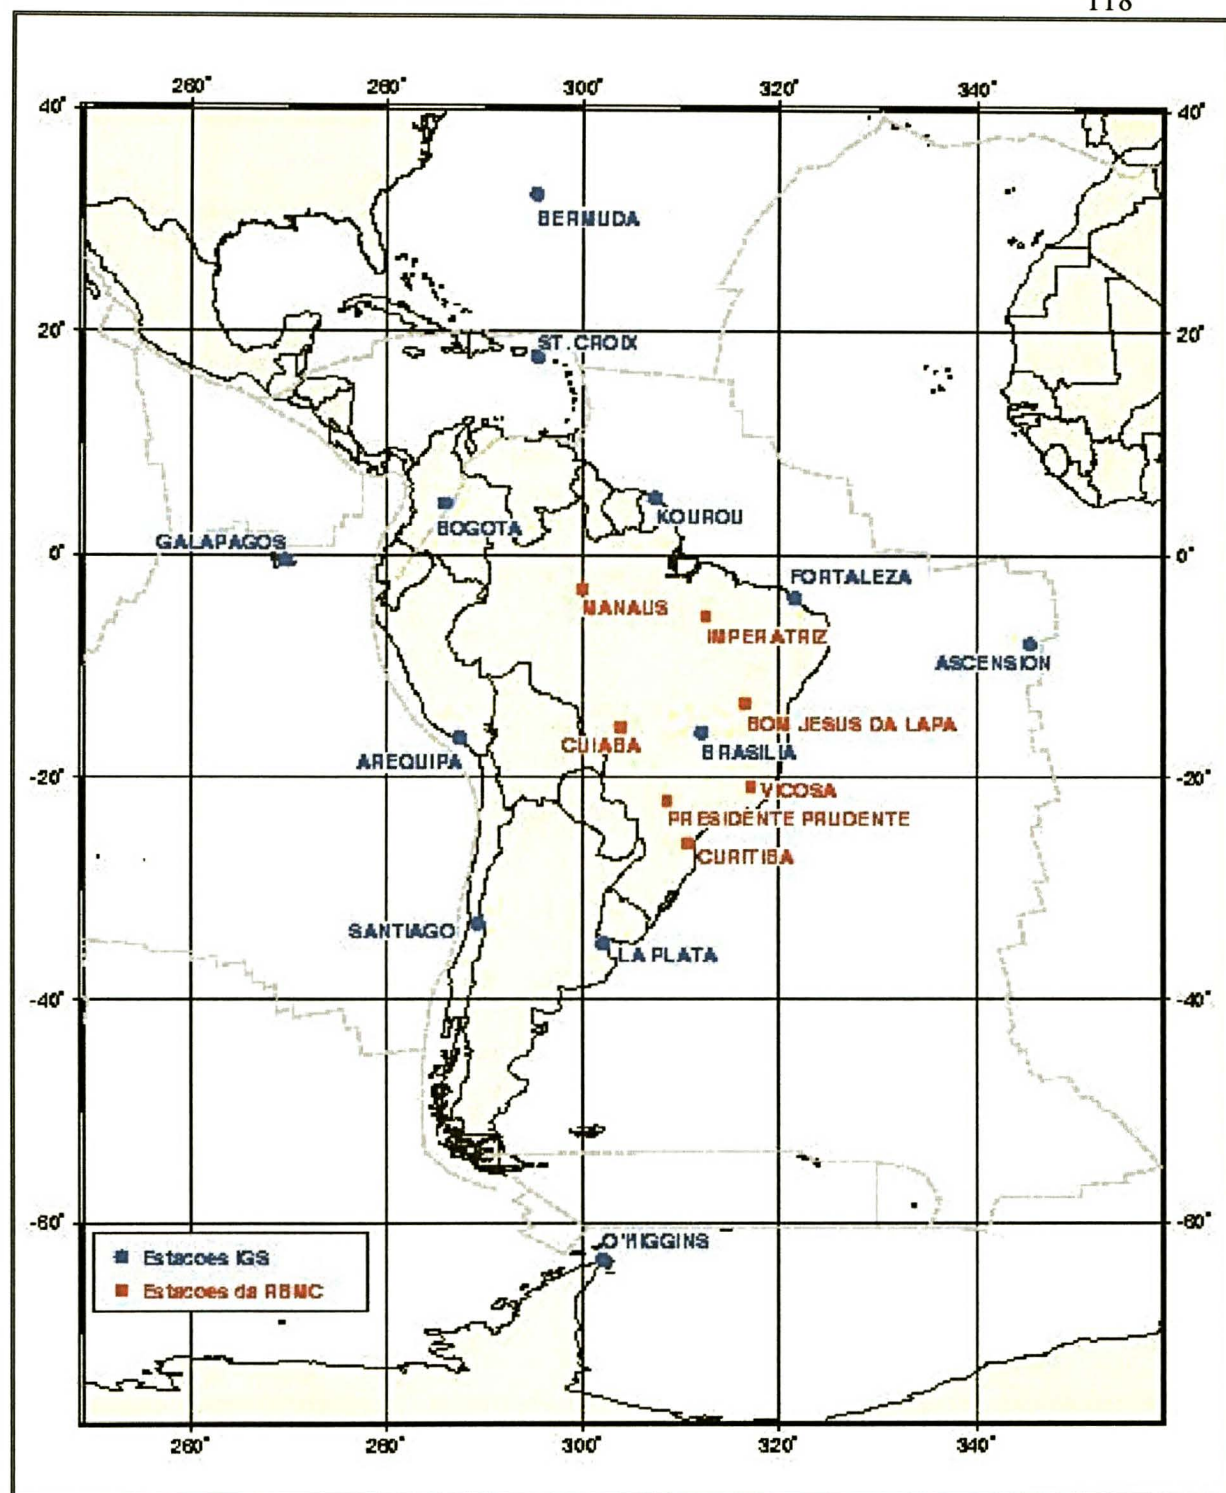 118
260° 280° 300° 320° 340°
40° 40°
BERMUDA
20° 20°
ST. CROIX
BOGOTA
KOUROU
GALAPAGOS
0° 0°
FORTALEZA
MANAUS
IMPERATRIZ
ASCENSION
BOM JESUS DA LAPA
CUIABA
BRASILIA
AREQUIPA
-20° -20°
VICOSA
PRESIDENTE PRUDENTE
CURITIBA
SANTIAGO
LA PLATA
-40° -40°
-60° -60°
O'HIGGINS
Estacoes IGS
Estacoes da RBMC
260° 280° 300° 320° 340°